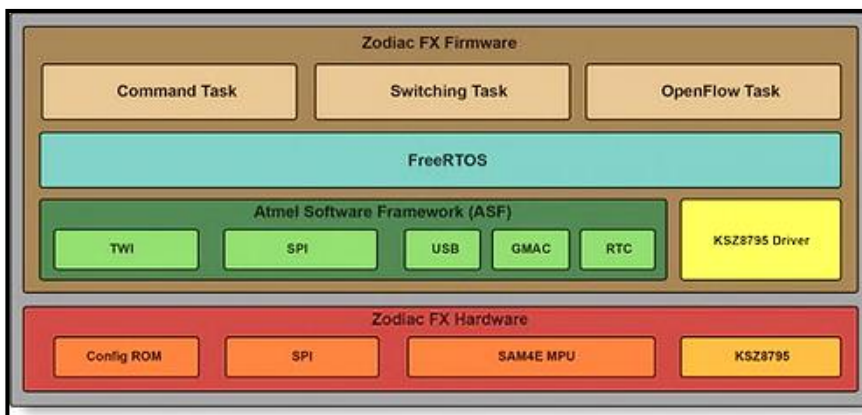 Zodiac FX Firmware
Command Task
Switching Task
OpenFlow Task
FreeRTOS
Atmel Software Framework (ASF)
TWI
SPI
USB
GMAC
RTC
KSZ8795 Driver
Zodiac FX Hardware
Config ROM
SPI
SAM4E MPU
KSZ8795